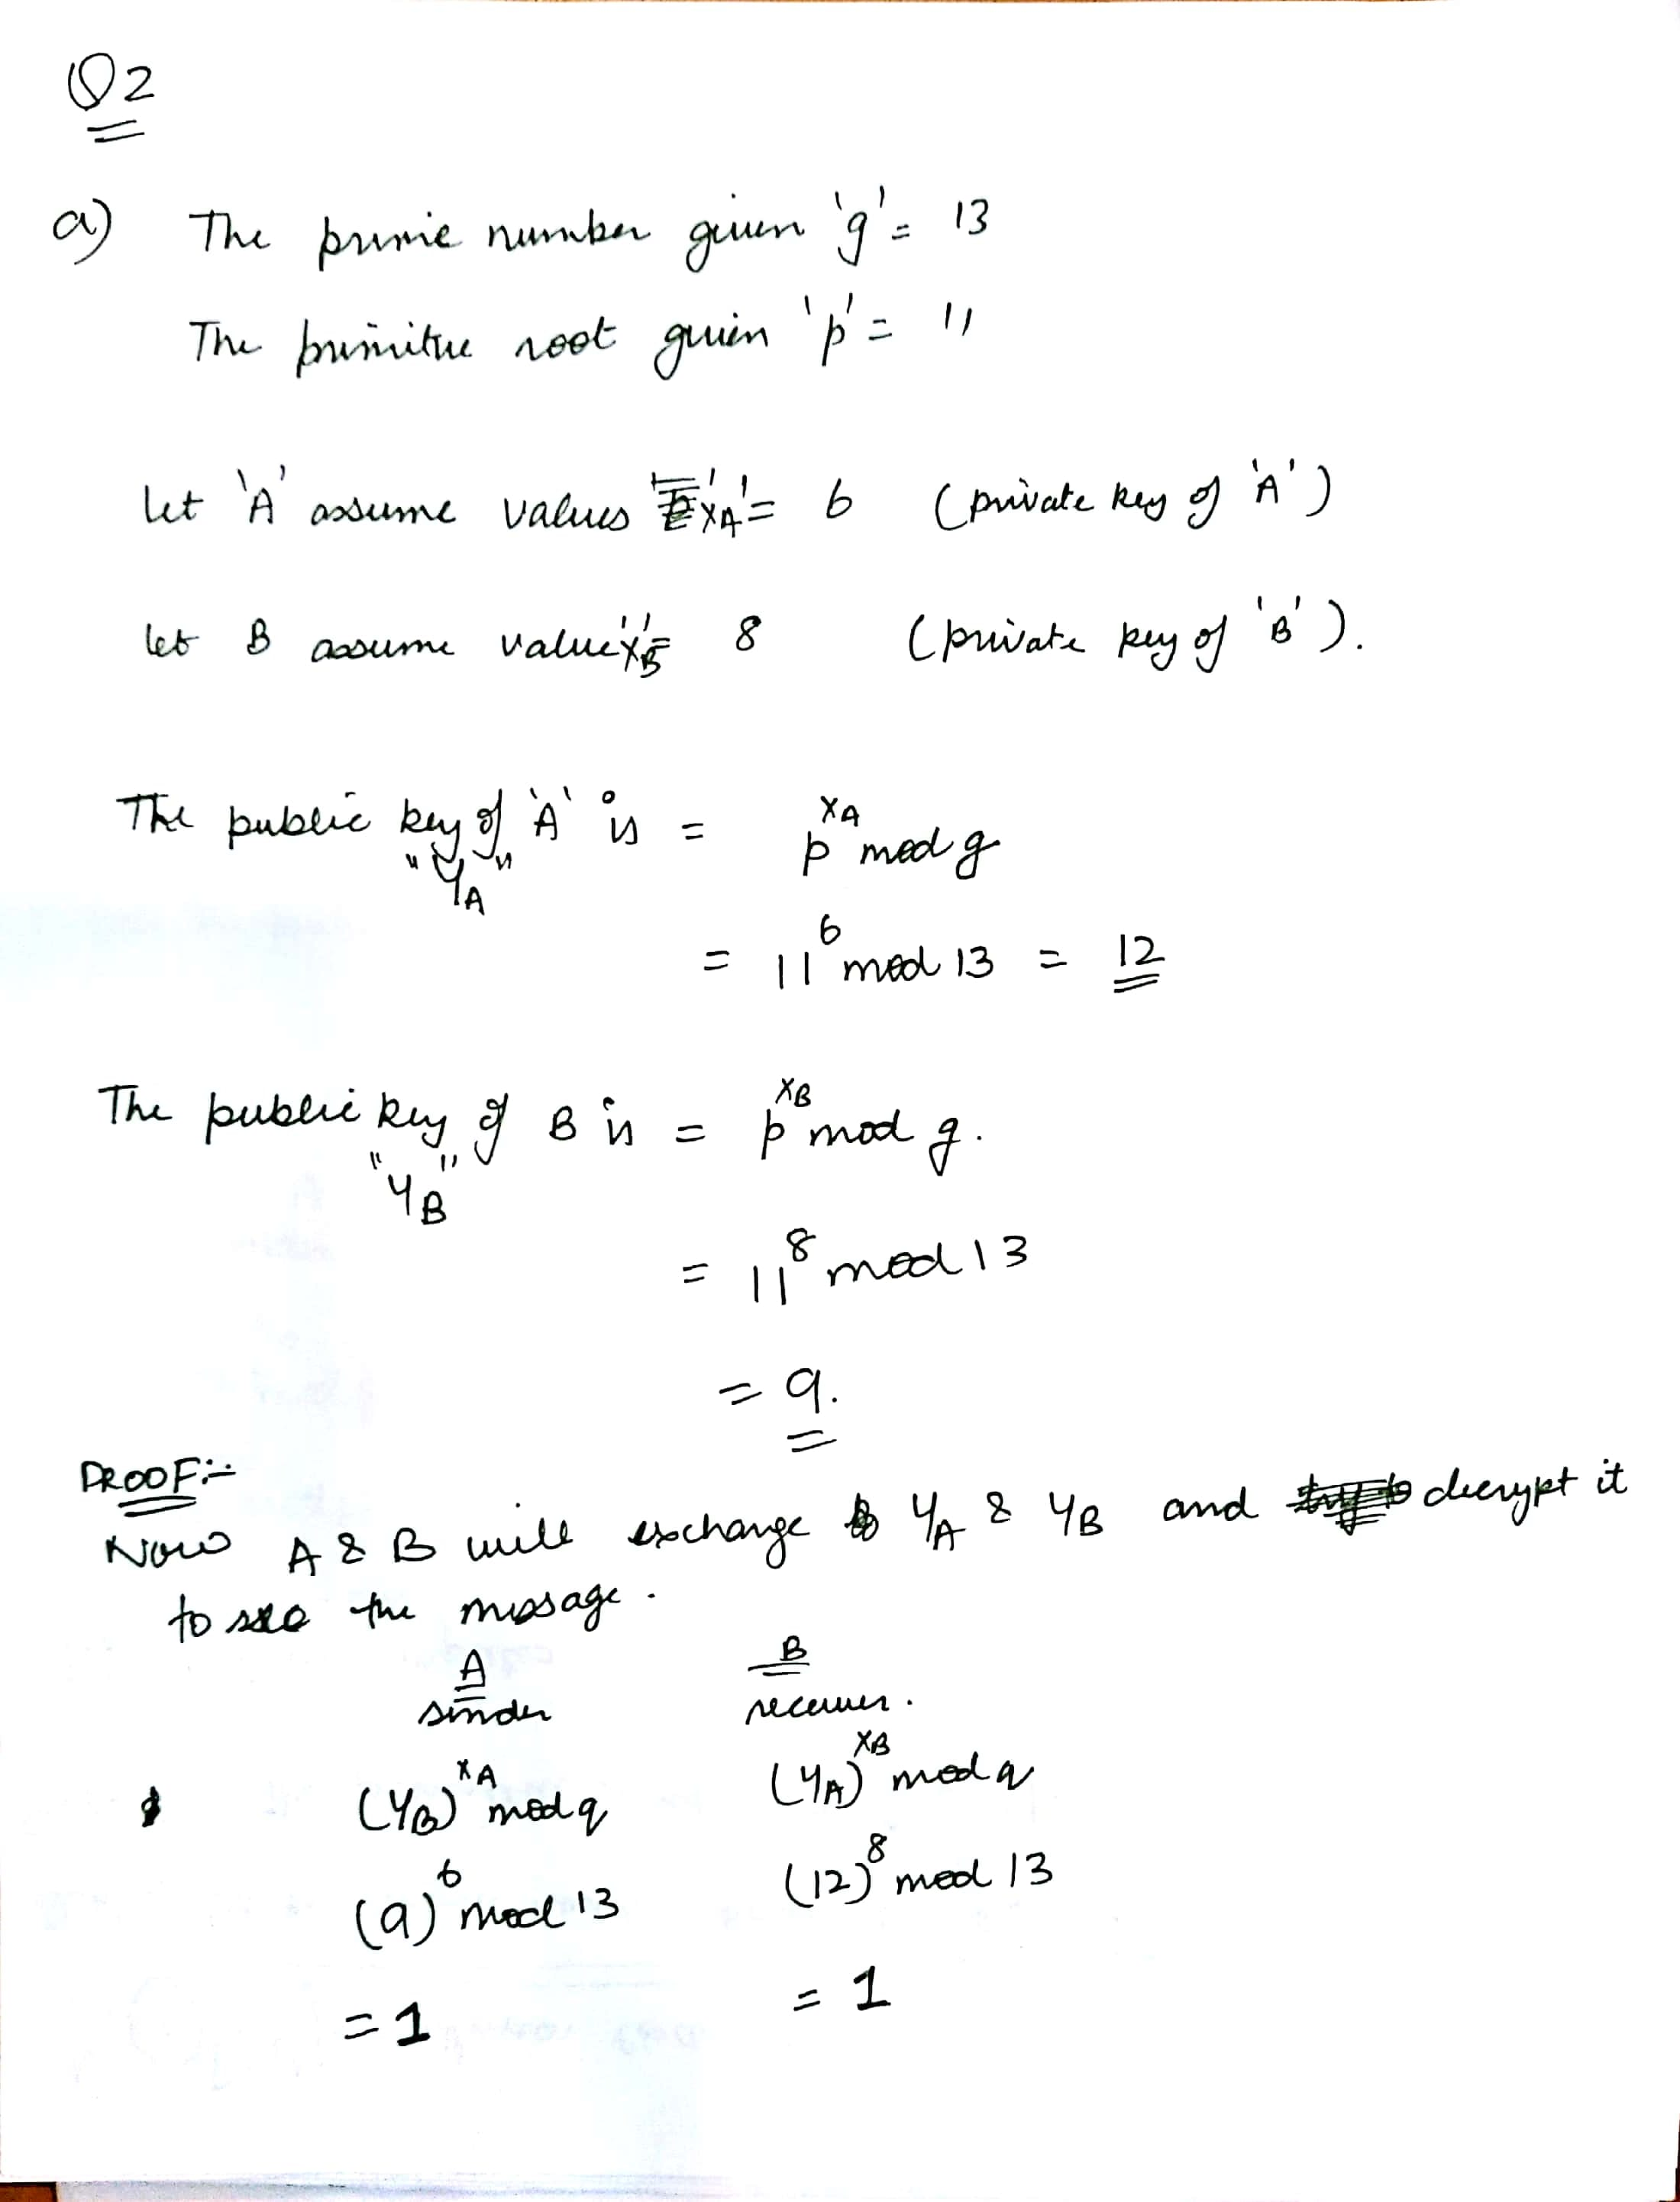 Q2
a) The prime number given 'g' = 13
The primitive root given 'p' = 11
let 'A' assume values 'XA' = 6 (private key of 'A')
let B assume value 'XB' = 8 (private key of 'B').
The public key of 'A' is = p^XA mod g
"YA"
= 11^6 mod 13 = 12
The public key of B is = p^XB mod g.
"YB"
= 11^8 mod 13
= 9.
PROOF:-
Now A & B will exchange YA & YB and decrypt it
to see the message.
A B
sender receiver.
(YB)^XA mod q (YA)^XB mod q
(9)^6 mod 13 (12)^8 mod 13
= 1 = 1